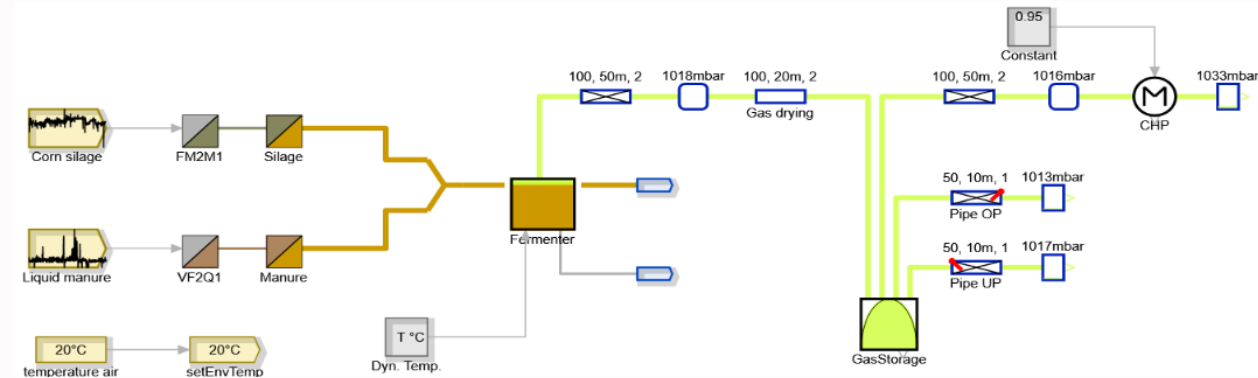 0.95
Constant
100, 50m, 2
1018mbar
100, 20m, 2
Gas drying
100, 50m, 2
1016mbar
M
CHP
1033mbar
Corn silage
FM2M1
Silage
50, 10m, 1
1013mbar
Pipe OP
Fermenter
Liquid manure
VF2Q1
Manure
50, 10m, 1
1017mbar
Pipe UP
GasStorage
20°C
temperature air
20°C
setEnvTemp
T °C
Dyn. Temp.